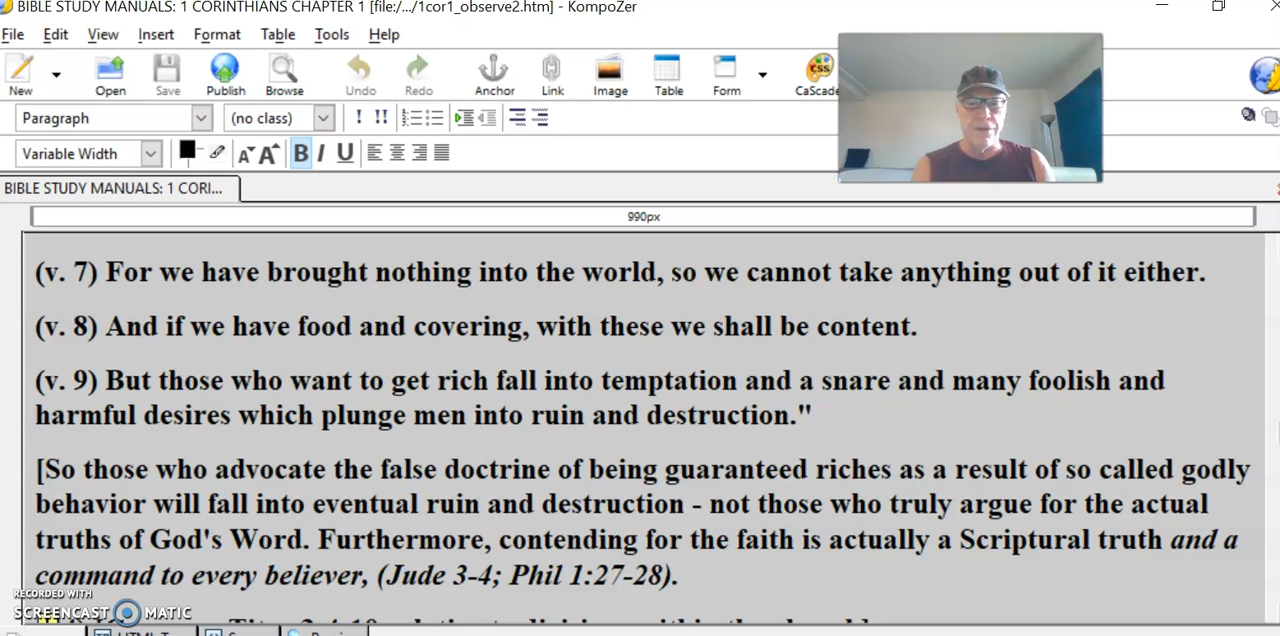 BIBLE STUDY MANUALS: 1 CORINTHIANS CHAPTER 1 [file:/.../1cor1_observe2.htm] - KompoZer
File Edit View Insert Format Table Tools Help
New Open Save Publish Browse Undo Redo Anchor Link Image Table Form CaScade
Paragraph (no class) ! !!
Variable Width A A B I U
BIBLE STUDY MANUALS: 1 CORI...
990px
(v. 7) For we have brought nothing into the world, so we cannot take anything out of it either.
(v. 8) And if we have food and covering, with these we shall be content.
(v. 9) But those who want to get rich fall into temptation and a snare and many foolish and
harmful desires which plunge men into ruin and destruction."
[So those who advocate the false doctrine of being guaranteed riches as a result of so called godly
behavior will fall into eventual ruin and destruction - not those who truly argue for the actual
truths of God's Word. Furthermore, contending for the faith is actually a Scriptural truth and a
command to every believer, (Jude 3-4; Phil 1:27-28).
RECORDED WITH
SCREENCAST MATIC